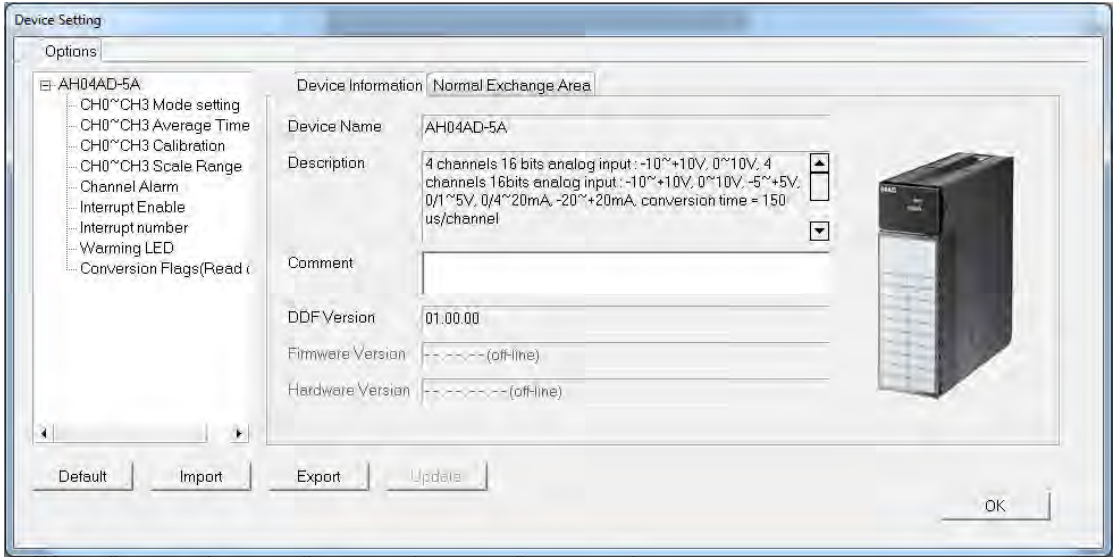 Device Setting
Options
AH04AD-5A
CH0~CH3 Mode setting
CH0~CH3 Average Time
CH0~CH3 Calibration
CH0~CH3 Scale Range
Channel Alarm
Interrupt Enable
Interrupt number
Warming LED
Conversion Flags(Read
Device Information
Normal Exchange Area
Device Name
AH04AD-5A
Description
4 channels 16 bits analog input : -10~+10V, 0~10V, 4
channels 16bits analog input : -10~+10V, 0~10V, -5~+5V,
0/1~5V, 0/4~20mA, -20~+20mA, conversion time = 150
us/channel
Comment
DDF Version
01.00.00
Firmware Version
--.--.--(off-line)
Hardware Version
--.--.--.--(off-line)
Default
Import
Export
Update
OK